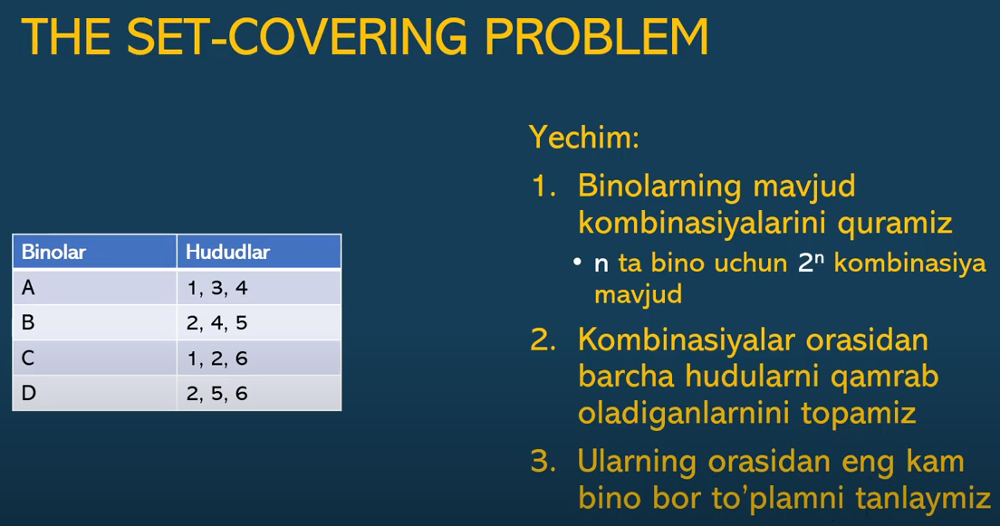 THE SET-COVERING PROBLEM
Binolar Hududlar
A 1, 3, 4
B 2, 4, 5
C 1, 2, 6
D 2, 5, 6
Yechim:
1. Binolarning mavjud
kombinasiyalarini quramiz
• n ta bino uchun 2ⁿ kombinasiya
mavjud
2. Kombinasiyalar orasidan
barcha hudularni qamrab
oladiganlarnini topamiz
3. Ularning orasidan eng kam
bino bor to’plamni tanlaymiz